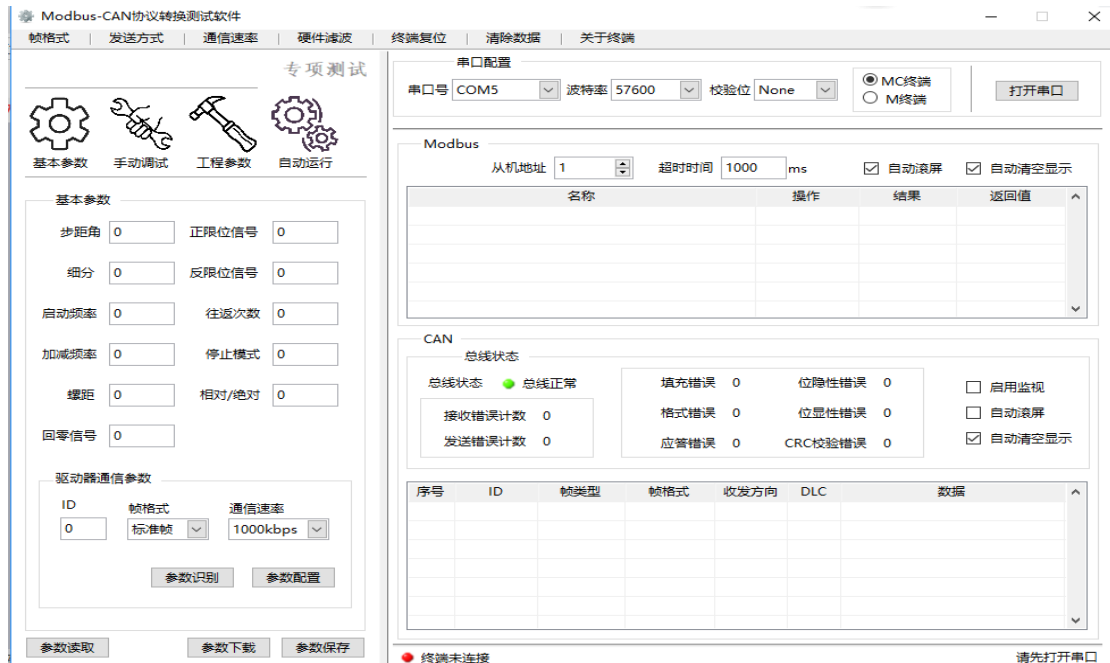 Modbus-CAN协议转换测试软件
帧格式 | 发送方式 | 通信速率 | 硬件滤波 | 终端复位 | 清除数据 | 关于终端
专项测试
基本参数 手动调试 工程参数 自动运行
基本参数
步距角 0 正限位信号 0
细分 0 反限位信号 0
启动频率 0 往返次数 0
加减频率 0 停止模式 0
螺距 0 相对/绝对 0
回零信号 0
驱动器通信参数
ID 帧格式 通信速率
0 标准帧 1000kbps
参数识别 参数配置
参数读取 参数下载 参数保存
串口配置
串口号 COM5 波特率 57600 校验位 None
MC终端
M终端
打开串口
Modbus
从机地址 1 超时时间 1000 ms 自动滚屏 自动清空显示
名称 操作 结果 返回值
CAN
总线状态
总线状态 总线正常
接收错误计数 0
发送错误计数 0
填充错误 0 位隐性错误 0
格式错误 0 位显性错误 0
应答错误 0 CRC校验错误 0
启用监视
自动滚屏
自动清空显示
序号 ID 帧类型 帧格式 收发方向 DLC 数据
终端未连接 请先打开串口